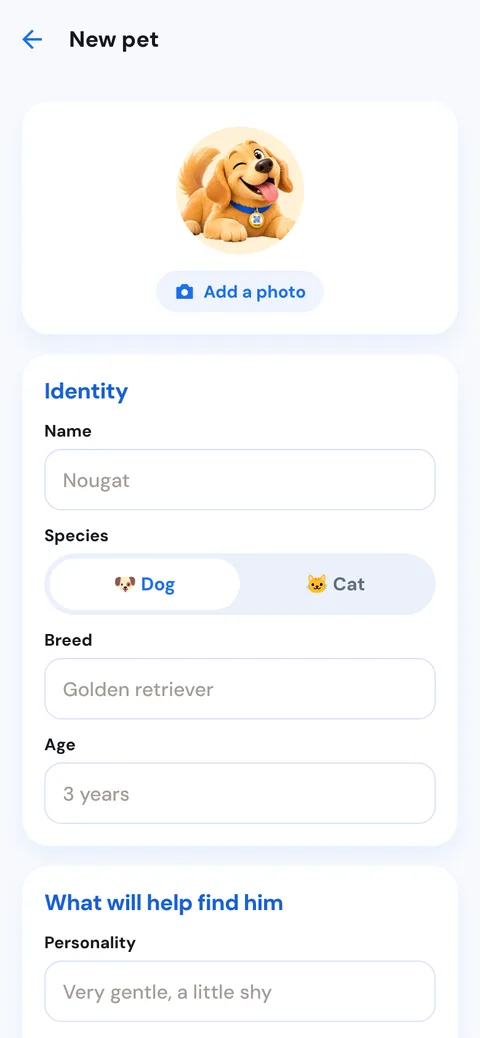 New pet
Add a photo
Identity
Name
Nougat
Species
🐶 Dog
🐱 Cat
Breed
Golden retriever
Age
3 years
What will help find him
Personality
Very gentle, a little shy